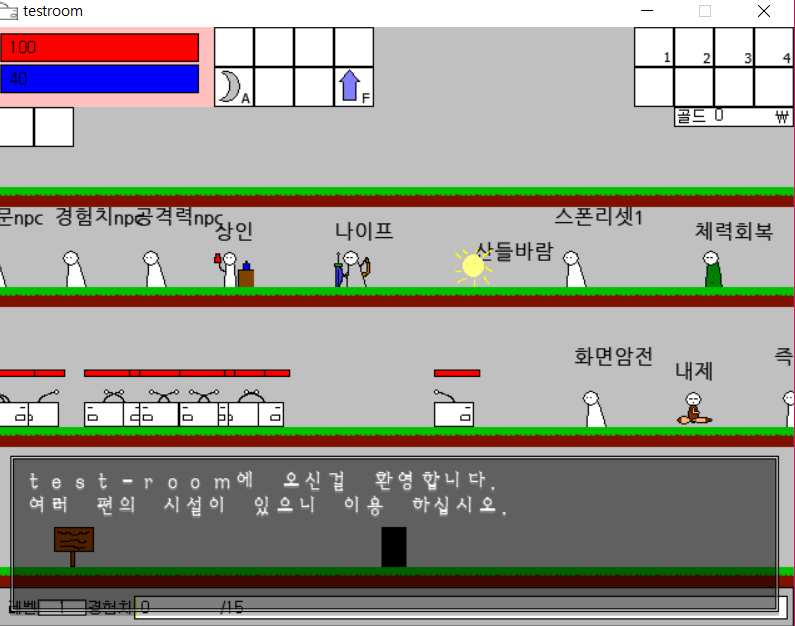 testroom
100
40
A
F
1
2
3
4
골드 0 ₩
문npc 경험치npc 공격력npc
상인
나이프
산들바람
스폰리셋1
체력회복
화면암전
내제
즉
test-room에 오신걸 환영합니다.
여러 편의 시설이 있으니 이용 하십시오.
레벨 1 경험치 0 /15